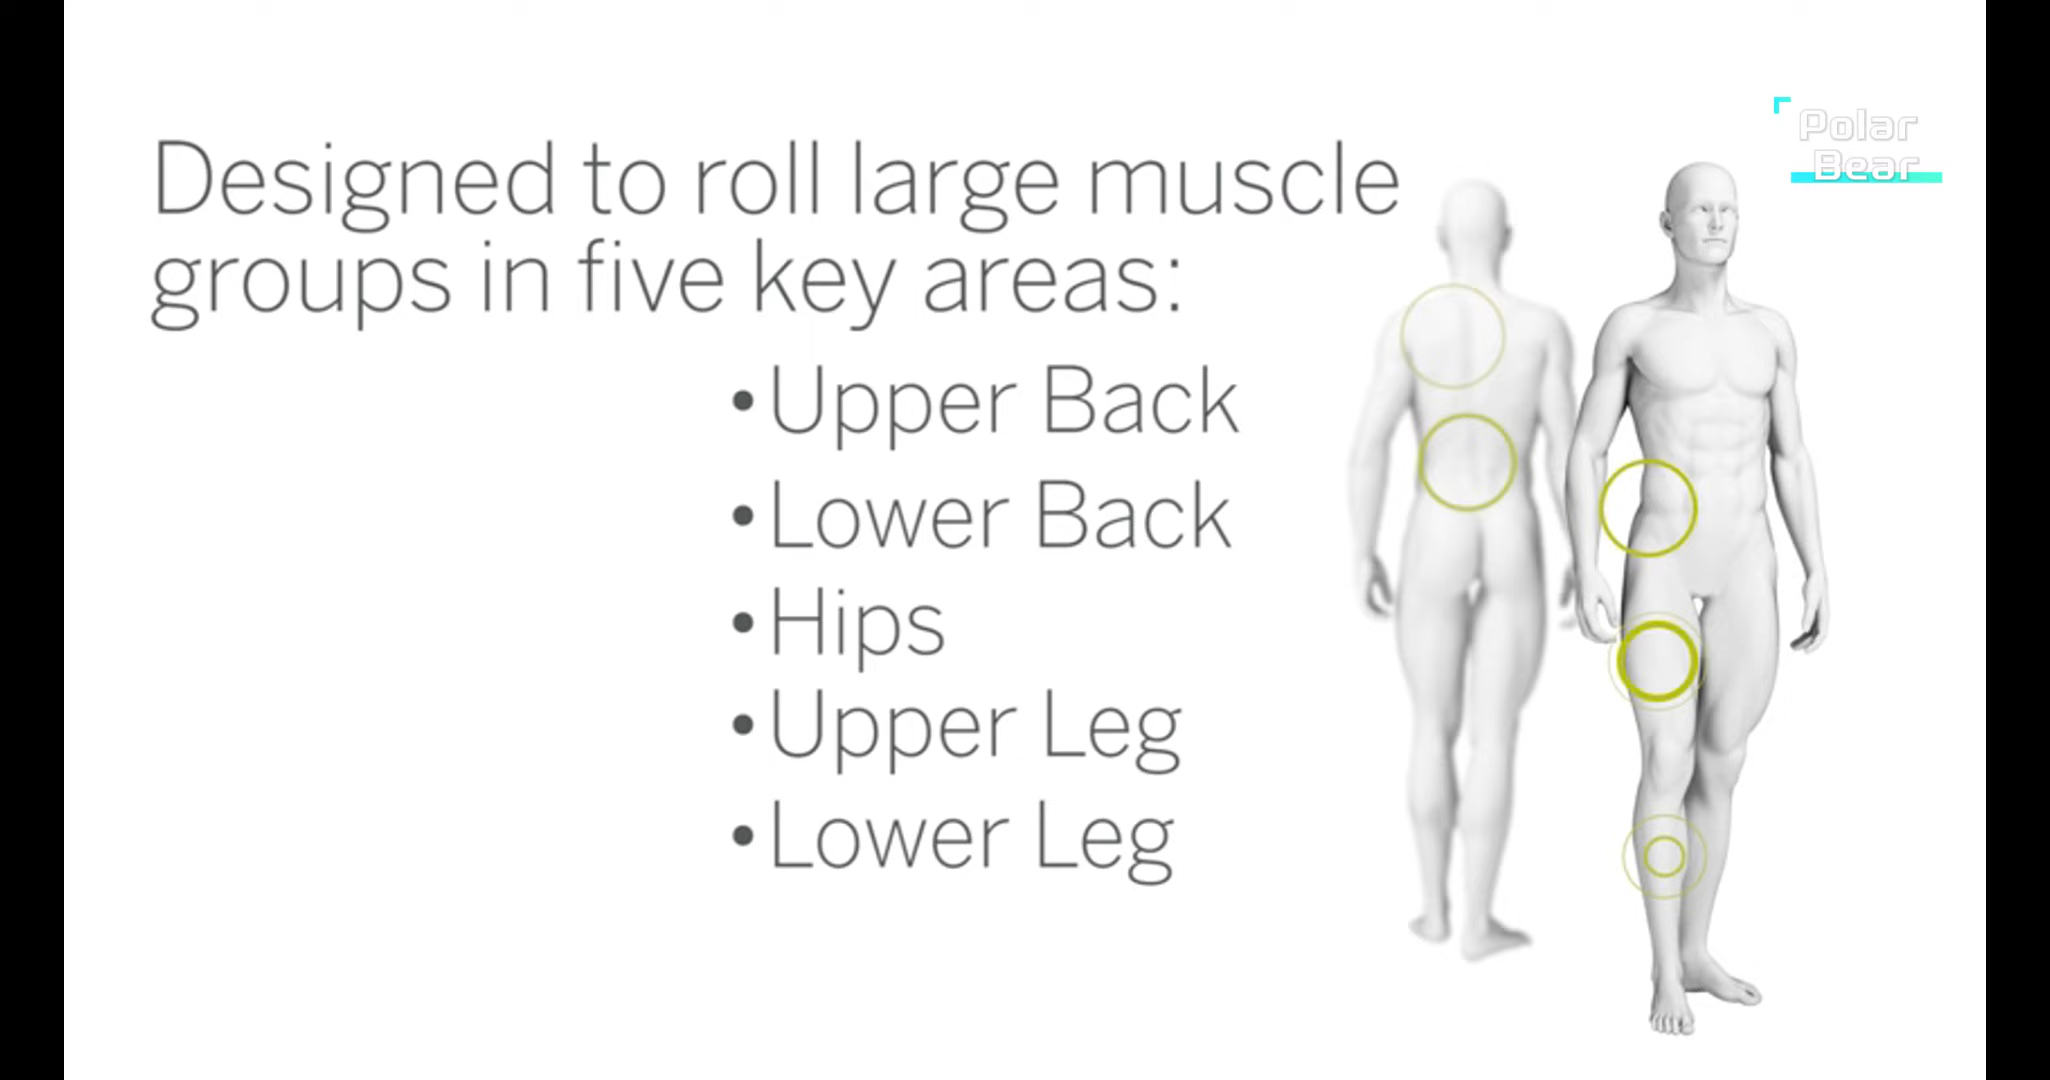 Designed to roll large muscle
groups in five key areas:
•Upper Back
•Lower Back
•Hips
•Upper Leg
•Lower Leg
Polar
Bear